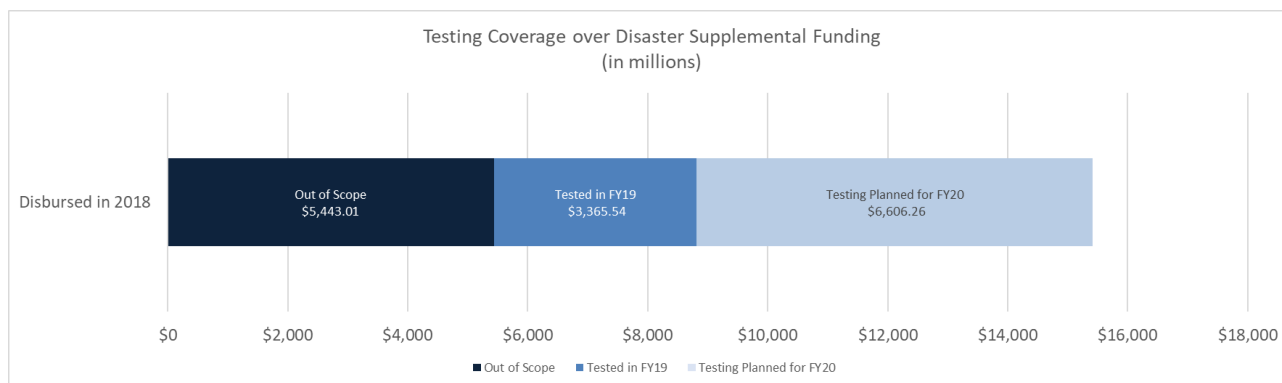 Testing Coverage over Disaster Supplemental Funding
(in millions)
Disbursed in 2018
Out of Scope
$5,443.01
Tested in FY19
$3,365.54
Testing Planned for FY20
$6,606.26
$0 $2,000 $4,000 $6,000 $8,000 $10,000 $12,000 $14,000 $16,000 $18,000
Out of Scope Tested in FY19 Testing Planned for FY20